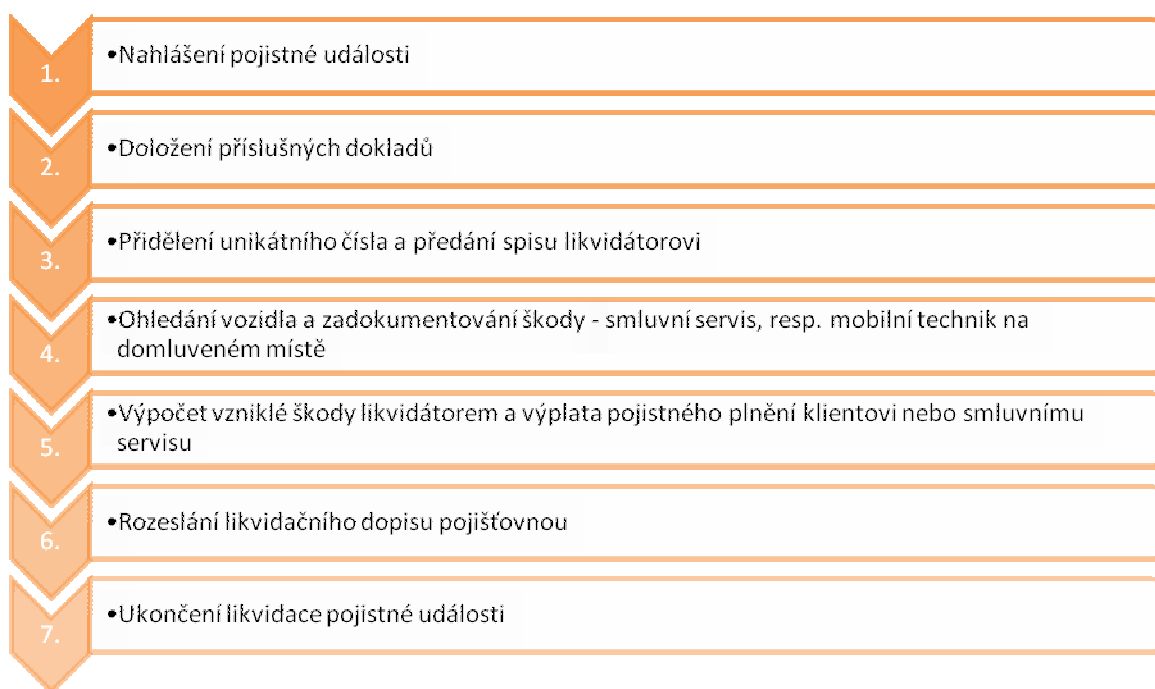 1.
•Nahlášení pojistné události
2.
•Doložení příslušných dokladů
3.
•Přidělení unikátního čísla a předání spisu likvidátorovi
4.
•Ohledání vozidla a zadokumentování škody - smluvní servis, resp. mobilní technik na
domluveném místě
5.
•Výpočet vzniklé škody likvidátorem a výplata pojistného plnění klientovi nebo smluvnímu
servisu
6.
•Rozeslání likvidačního dopisu pojišťovnou
7.
•Ukončení likvidace pojistné události